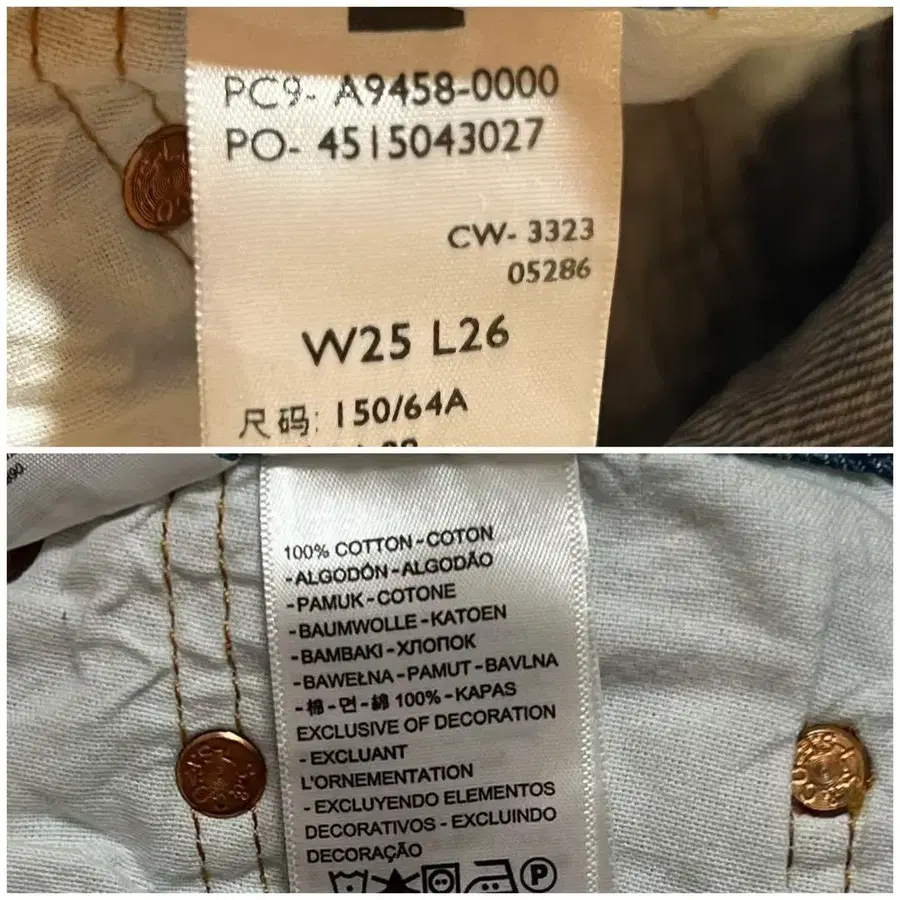 PC9- A9458-0000
PO- 4515043027
CW- 3323
05286
W25 L26
尺码: 150/64A
100% COTTON-COTON
-ALGODÓN-ALGODÃO
-PAMUK-COTONE
-BAUMWOLLE-KATOEN
-BAMBAKI-ХЛОПОК
-BAWEŁNA-PAMUT-BAVLNA
-棉-면-綿 100%-KAPAS
EXCLUSIVE OF DECORATION
-EXCLUANT
L'ORNEMENTATION
-EXCLUYENDO ELEMENTOS
DECORATIVOS-EXCLUINDO
DECORAÇÃO
P